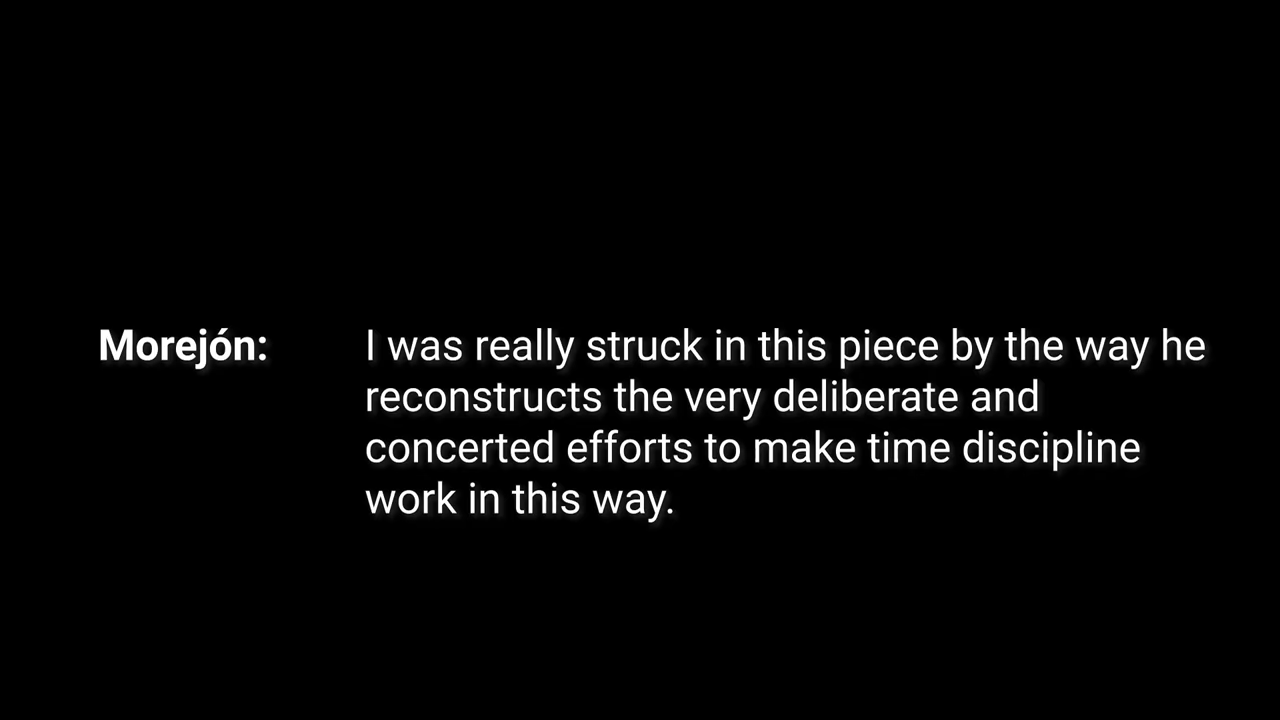 Morejón: I was really struck in this piece by the way he
reconstructs the very deliberate and
concerted efforts to make time discipline
work in this way.